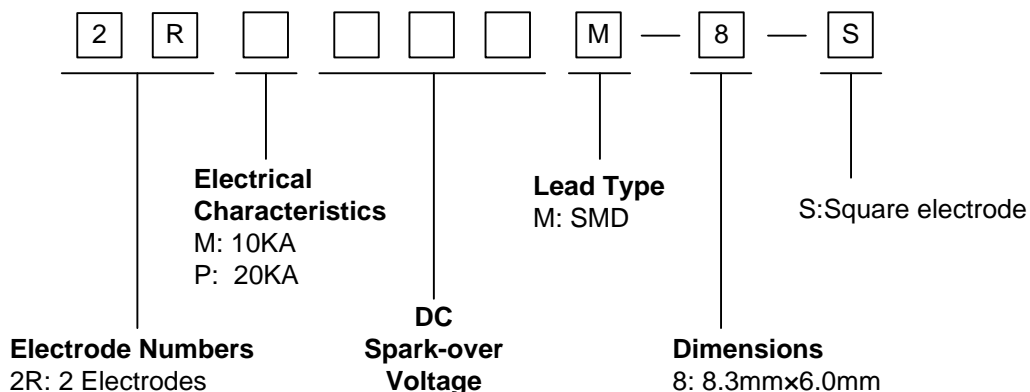 2 R M — 8 — S
Electrical
Characteristics
M: 10KA
P: 20KA
Lead Type
M: SMD
S:Square electrode
DC
Spark-over
Voltage
Electrode Numbers
2R: 2 Electrodes
Dimensions
8: 8.3mm×6.0mm